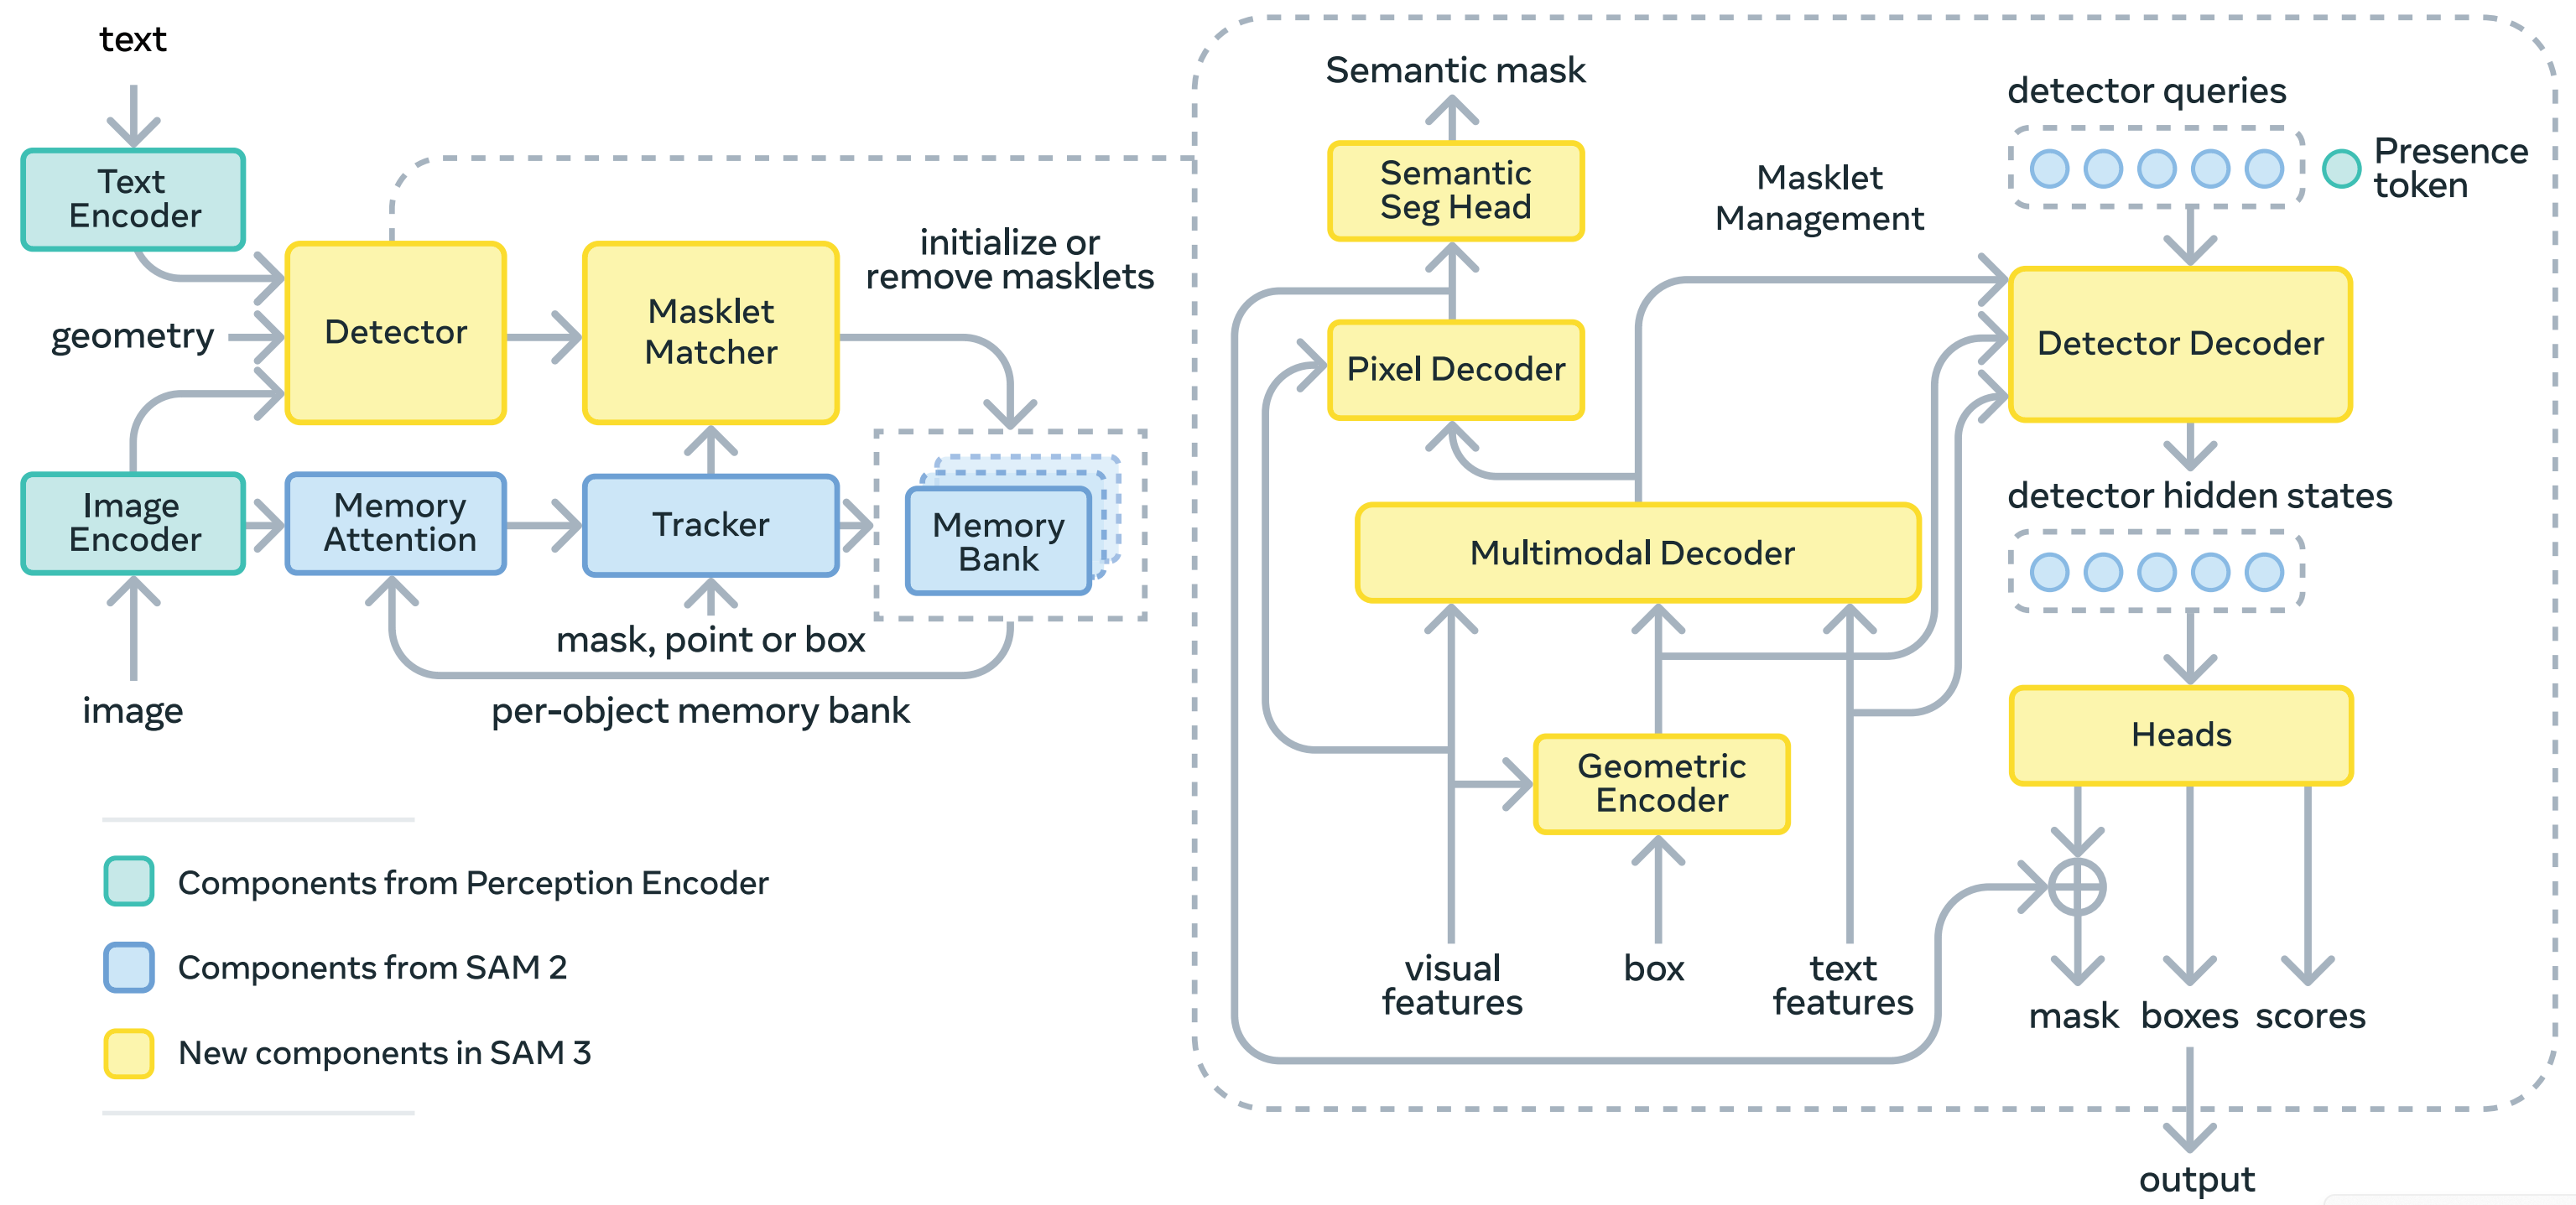 text
Text
Encoder
geometry
Detector
Masklet
Matcher
initialize or
remove masklets
Image
Encoder
Memory
Attention
Tracker
Memory
Bank
mask, point or box
image
per-object memory bank
Components from Perception Encoder
Components from SAM 2
New components in SAM 3
Semantic mask
Semantic
Seg Head
Pixel Decoder
Masklet
Management
Multimodal Decoder
Geometric
Encoder
visual
features
box
text
features
detector queries
Presence
token
Detector Decoder
detector hidden states
Heads
mask
boxes
scores
output